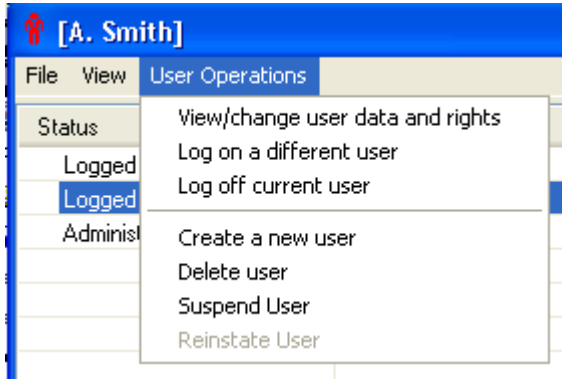 [A. Smith]
File View User Operations
Status
View/change user data and rights
Logged
Log on a different user
Logged
Log off current user
Create a new user
Delete user
Suspend User
Reinstate User